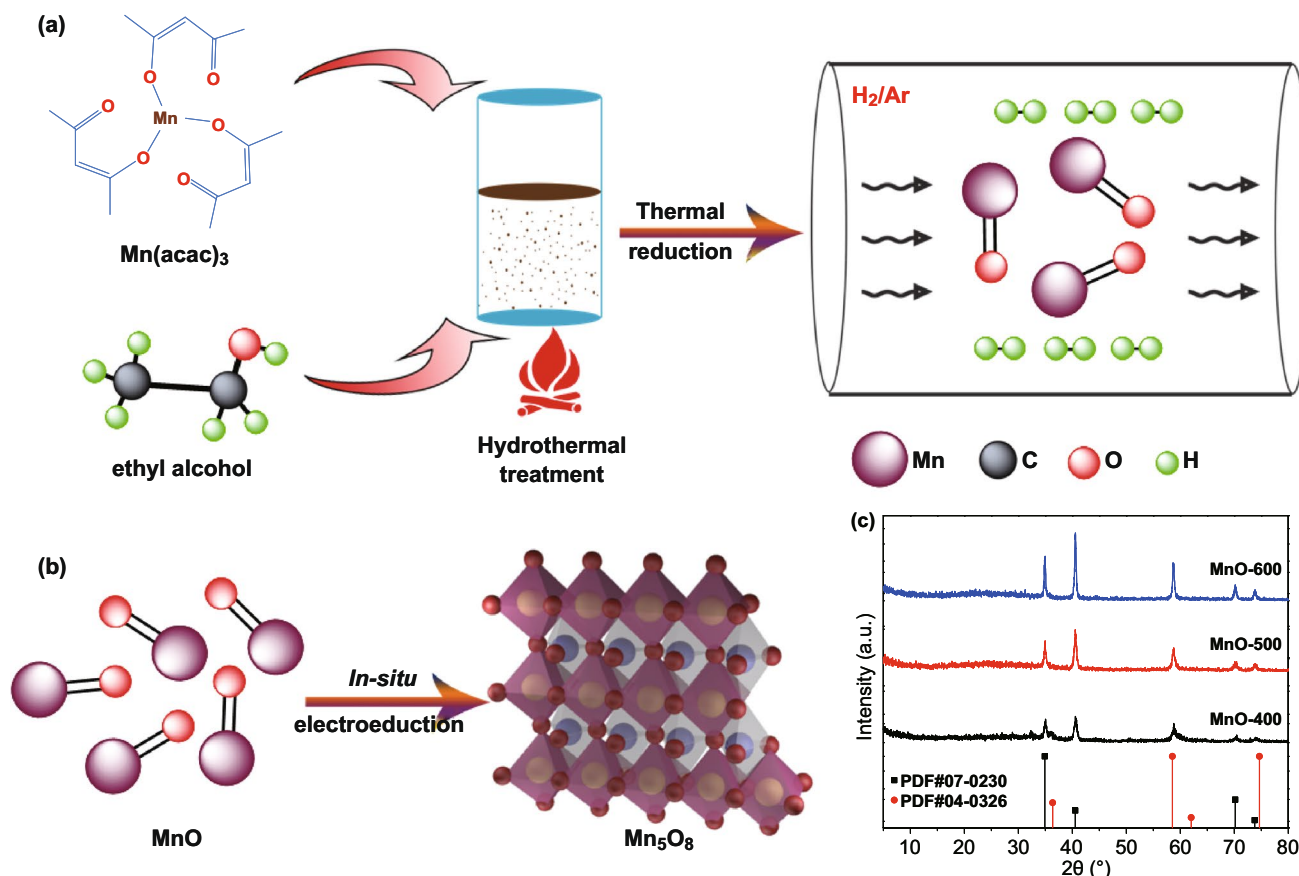 (a)
O
O
O
Mn
O
O
O
Mn(acac)₃
ethyl alcohol
Hydrothermal
treatment
Thermal
reduction
H₂/Ar
Mn
C
O
H
(b)
MnO
In-situ
electroeduction
Mn₅O₈
(c)
Intensity (a.u.)
MnO-600
MnO-500
MnO-400
PDF#07-0230
PDF#04-0326
10 20 30 40 50 60 70 80
2θ (°)